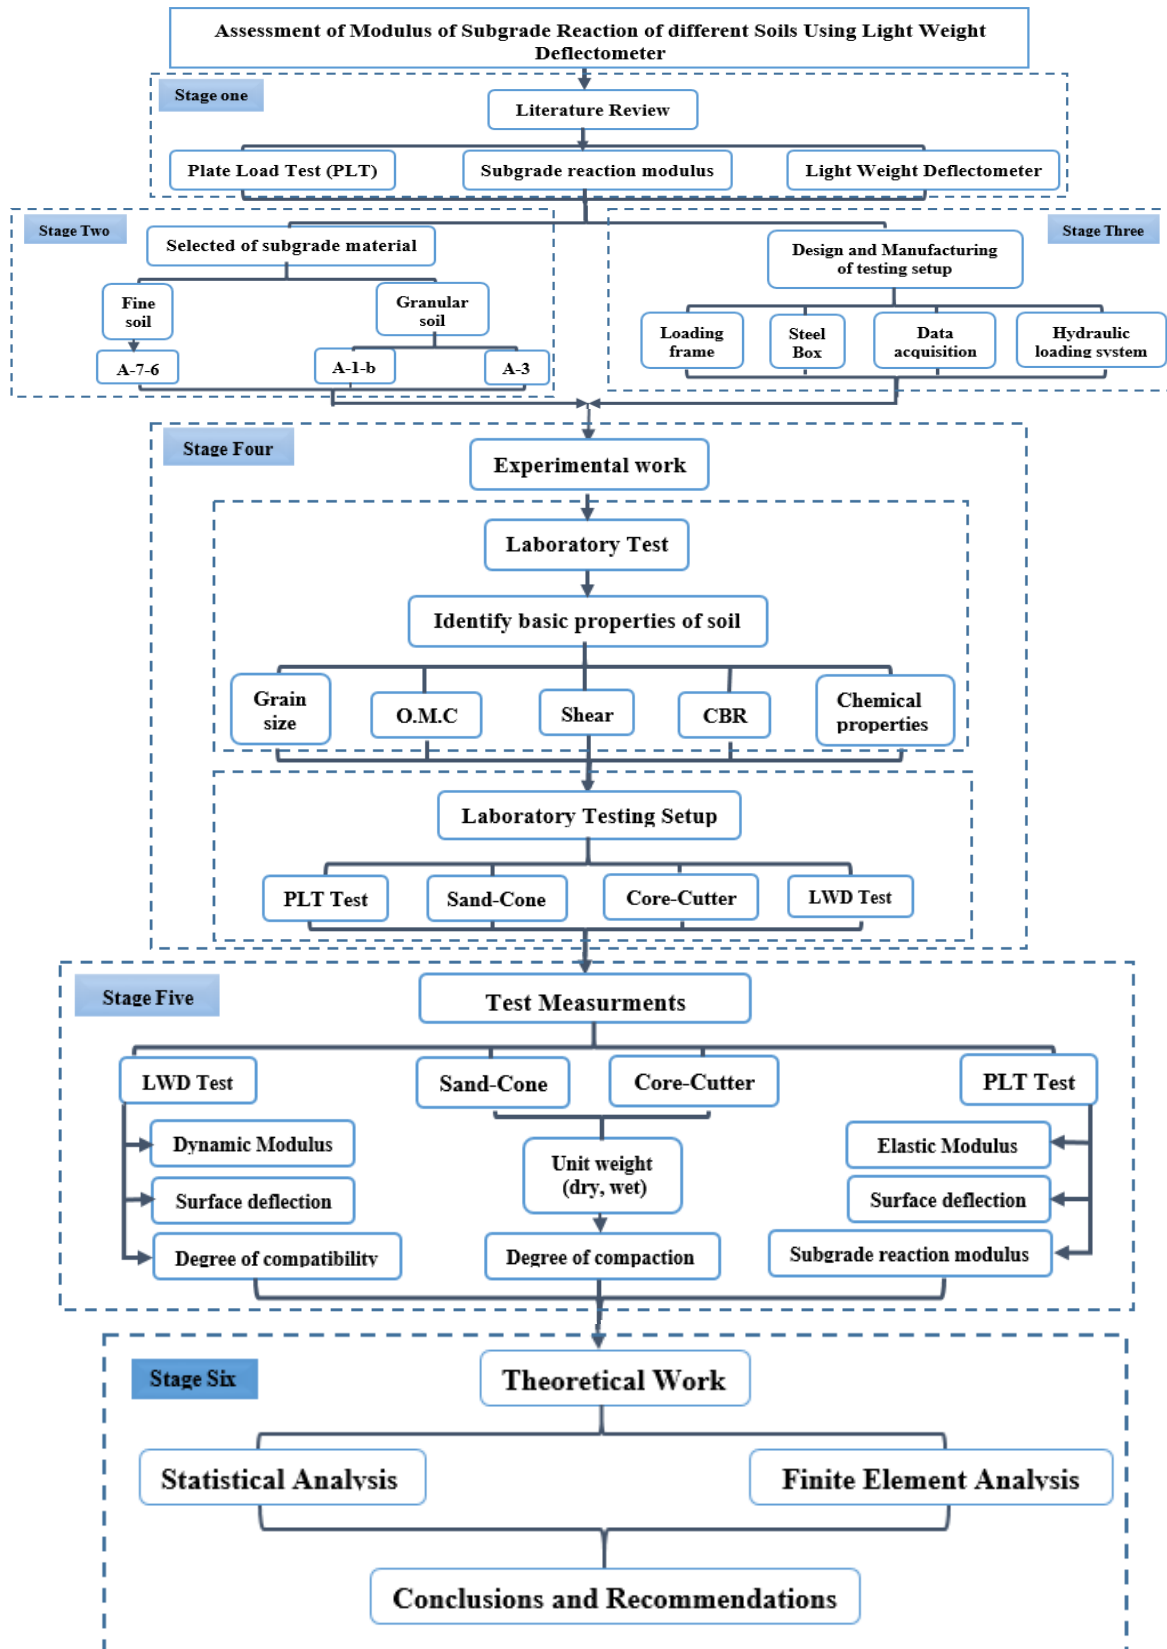 Assessment of Modulus of Subgrade Reaction of different Soils Using Light Weight
Deflectometer
Stage one
Literature Review
Plate Load Test (PLT)
Subgrade reaction modulus
Light Weight Deflectometer
Stage Two
Selected of subgrade material
Fine
soil
Granular
soil
A-7-6
A-1-b
A-3
Stage Three
Design and Manufacturing
of testing setup
Loading
frame
Steel
Box
Data
acquisition
Hydraulic
loading system
Stage Four
Experimental work
Laboratory Test
Identify basic properties of soil
Grain
size
O.M.C
Shear
CBR
Chemical
properties
Laboratory Testing Setup
PLT Test
Sand-Cone
Core-Cutter
LWD Test
Stage Five
Test Measurments
LWD Test
Sand-Cone
Core-Cutter
PLT Test
Dynamic Modulus
Surface deflection
Degree of compatibility
Unit weight
(dry, wet)
Degree of compaction
Elastic Modulus
Surface deflection
Subgrade reaction modulus
Stage Six
Theoretical Work
Statistical Analysis
Finite Element Analysis
Conclusions and Recommendations